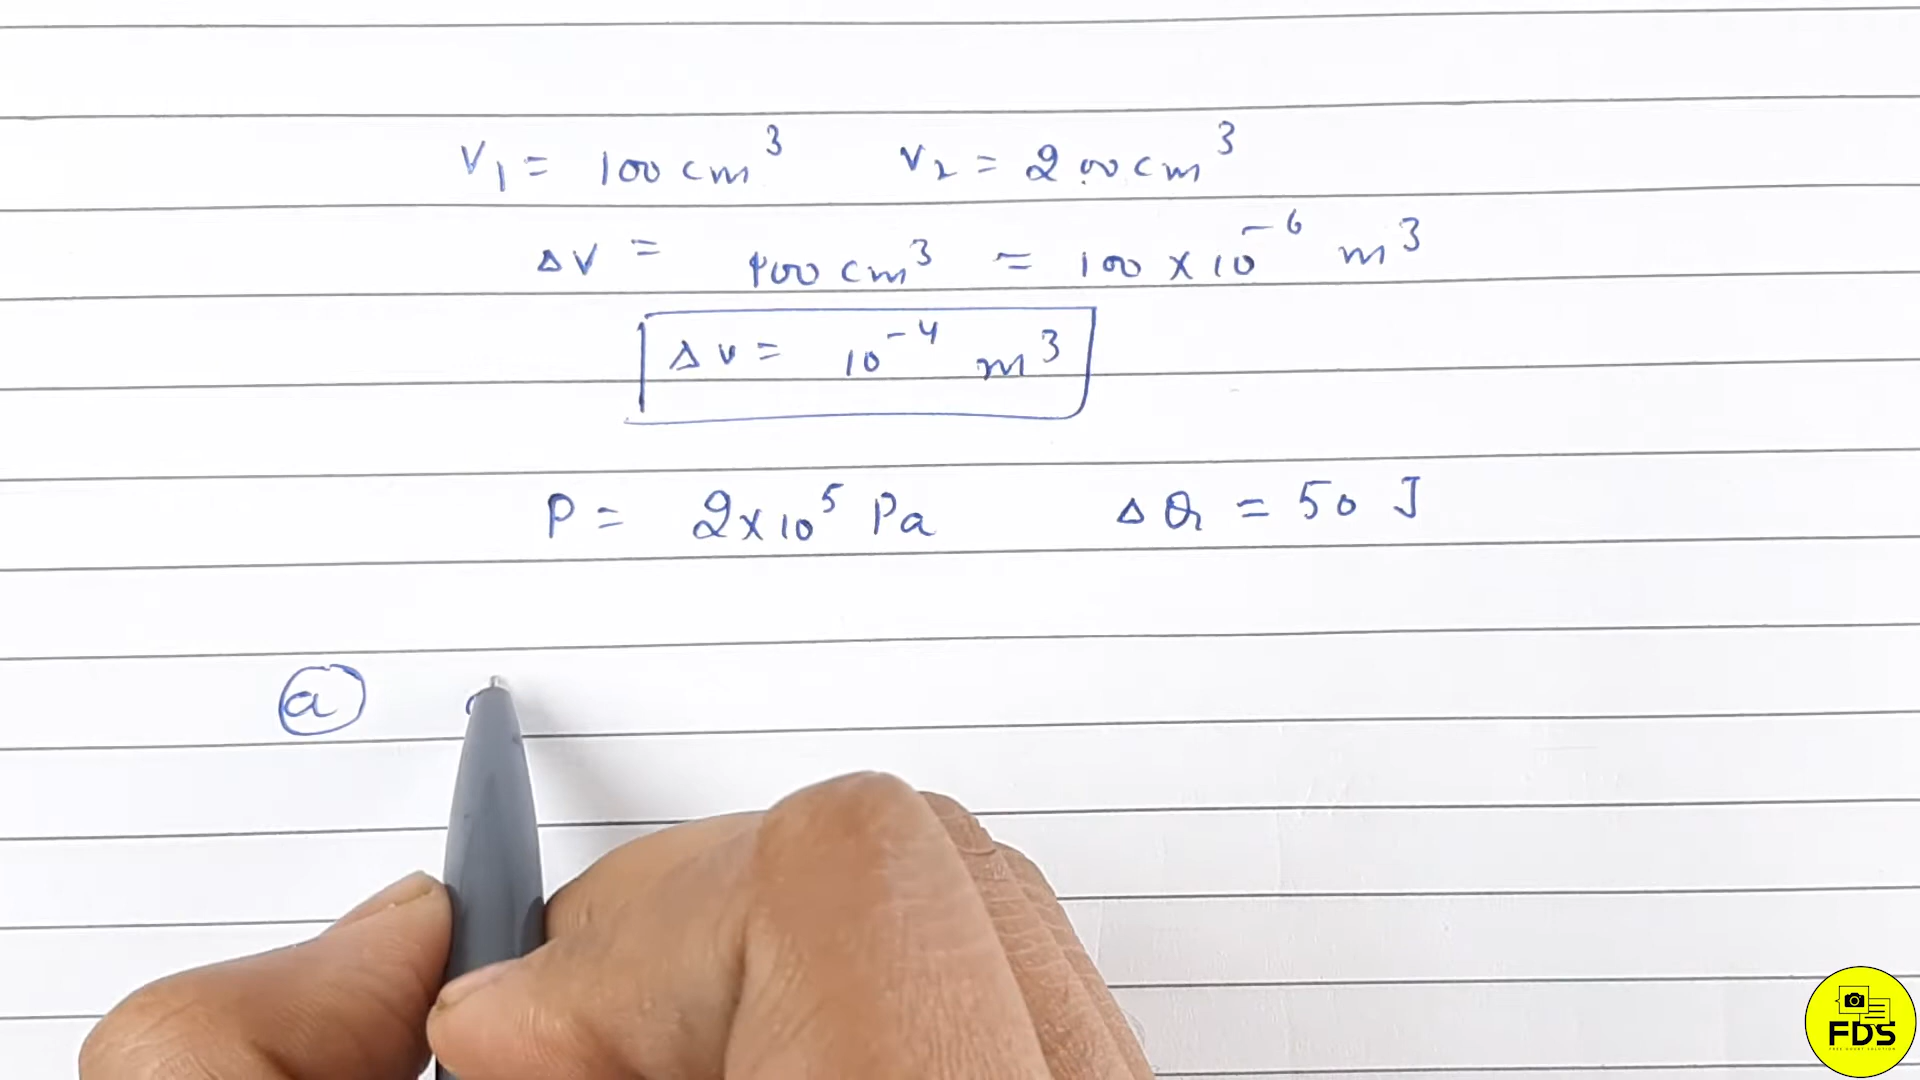 V₁ = 100 cm³ V₂ = 200 cm³
ΔV = 100 cm³ = 100 × 10⁻⁶ m³
ΔV = 10⁻⁴ m³
P = 2×10⁵ Pa ΔQ = 50 J
a
FDS